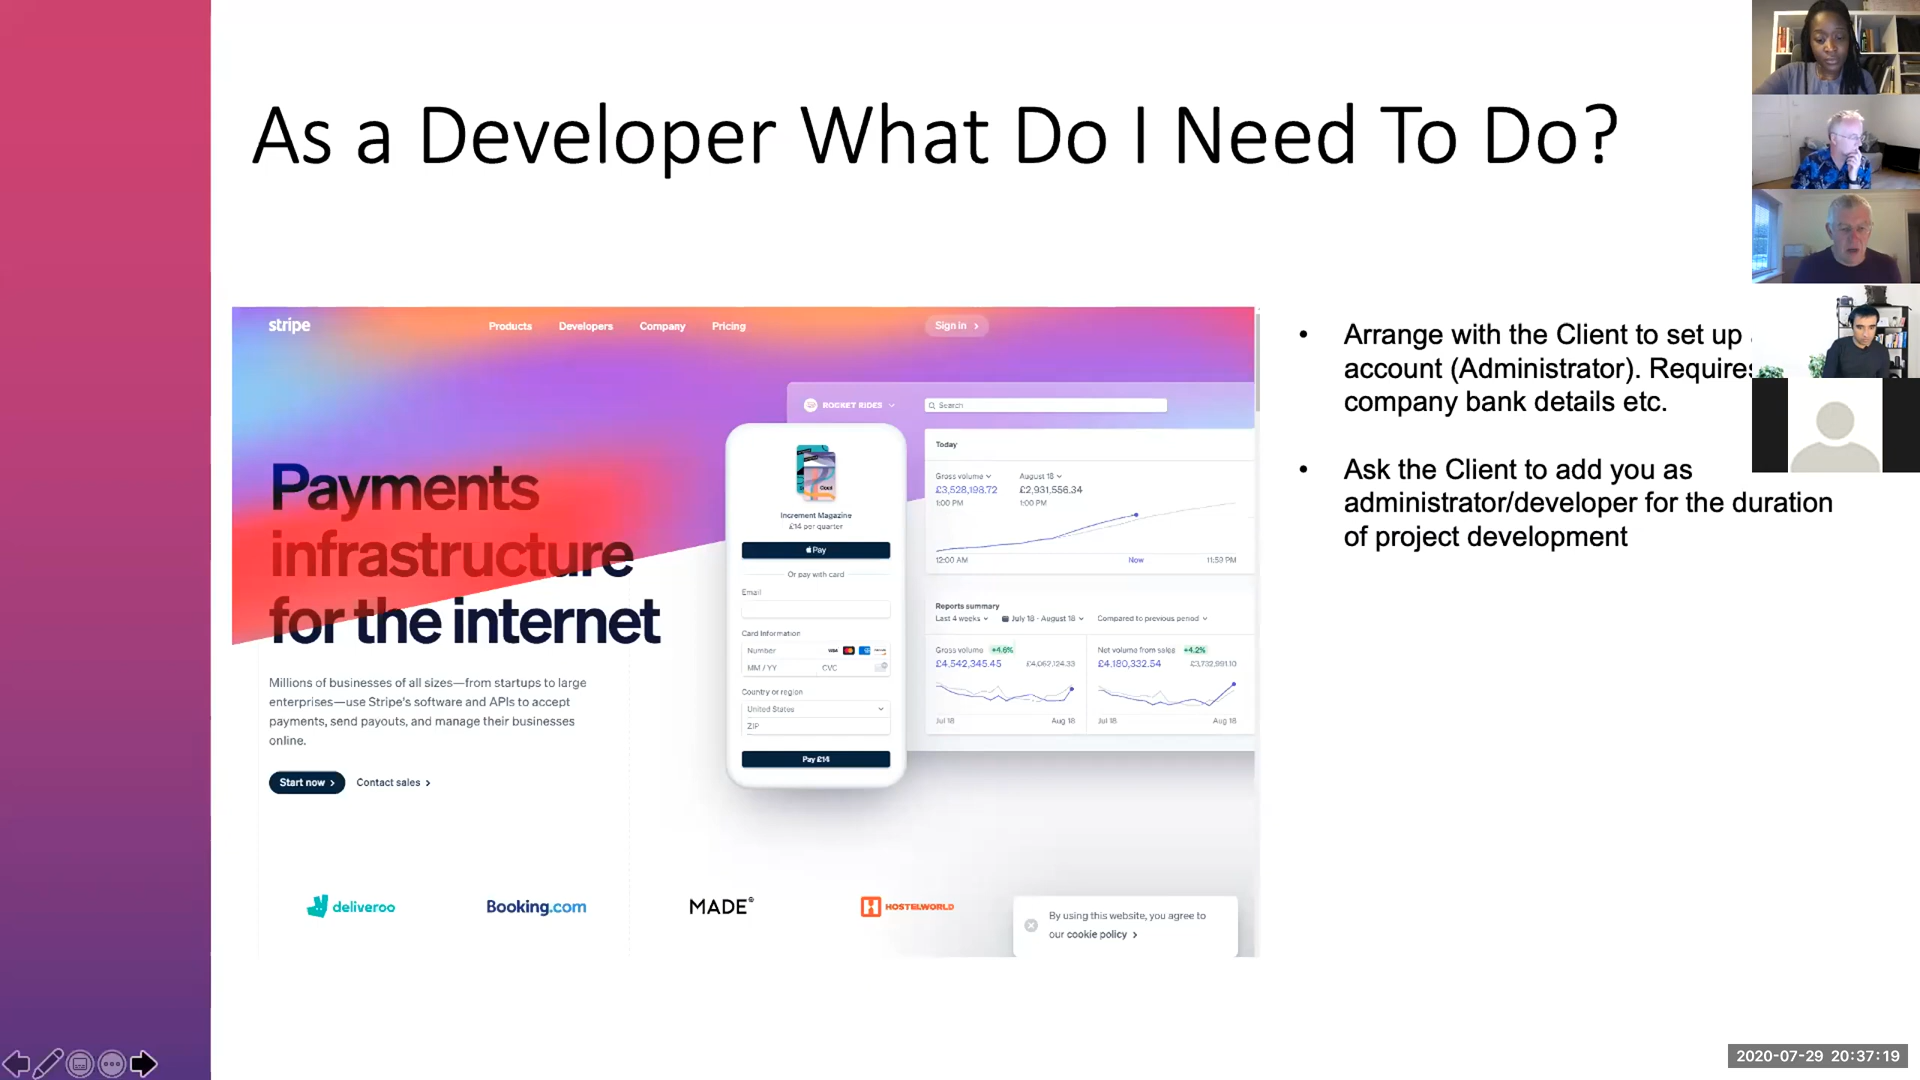 As a Developer What Do I Need To Do?
stripe
Products Developers Company Pricing
Sign in >
ROCKET RIDES
Search
Payments
infrastructure
for the internet
Millions of businesses of all sizes—from startups to large
enterprises—use Stripe's software and APIs to accept
payments, send payouts, and manage their businesses
online.
Start now >
Contact sales >
Increment Magazine
£14 per quarter
Pay
Or pay with card
Email
Card Information
Number
VISA
MM / YY CVC
Country or region
United States
ZIP
Pay £14
Today
Gross volume August 18
£3,528,198.72 £2,931,556.34
1:00 PM 1:00 PM
12:00 AM Now 11:59 PM
Reports summary
Last 4 weeks July 18 - August 18 Compared to previous period
Gross volume +4.6%
£4,542,345.45 £4,062,124.33
Jul 18 Aug 18
Net volume from sales +4.2%
£4,180,332.54 £3,732,991.10
Jul 18 Aug 18
deliveroo
Booking.com
MADE
HOSTELWORLD
By using this website, you agree to
our cookie policy >
• Arrange with the Client to set up
account (Administrator). Requires
company bank details etc.
• Ask the Client to add you as
administrator/developer for the duration
of project development
2020-07-29 20:37:19